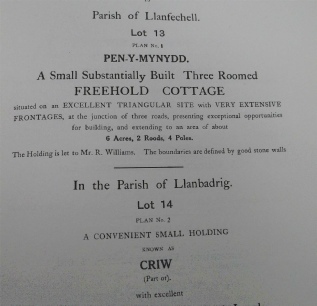 Parish of Llanfechell.
Lot 13
PLAN No. 1
PEN-Y-MYNYDD.
A Small Substantially Built Three Roomed
FREEHOLD COTTAGE
situated on an EXCELLENT TRIANGULAR SITE with VERY EXTENSIVE
FRONTAGES, at the junction of three roads, presenting exceptional opportunities
for building, and extending to an area of about
6 Acres, 2 Roods, 4 Poles.
The Holding is let to Mr. R. Williams. The boundaries are defined by good stone walls
In the Parish of Llanbadrig.
Lot 14
PLAN No. 2
A CONVENIENT SMALL HOLDING
KNOWN AS
CRIW
(Part of).
with excellent